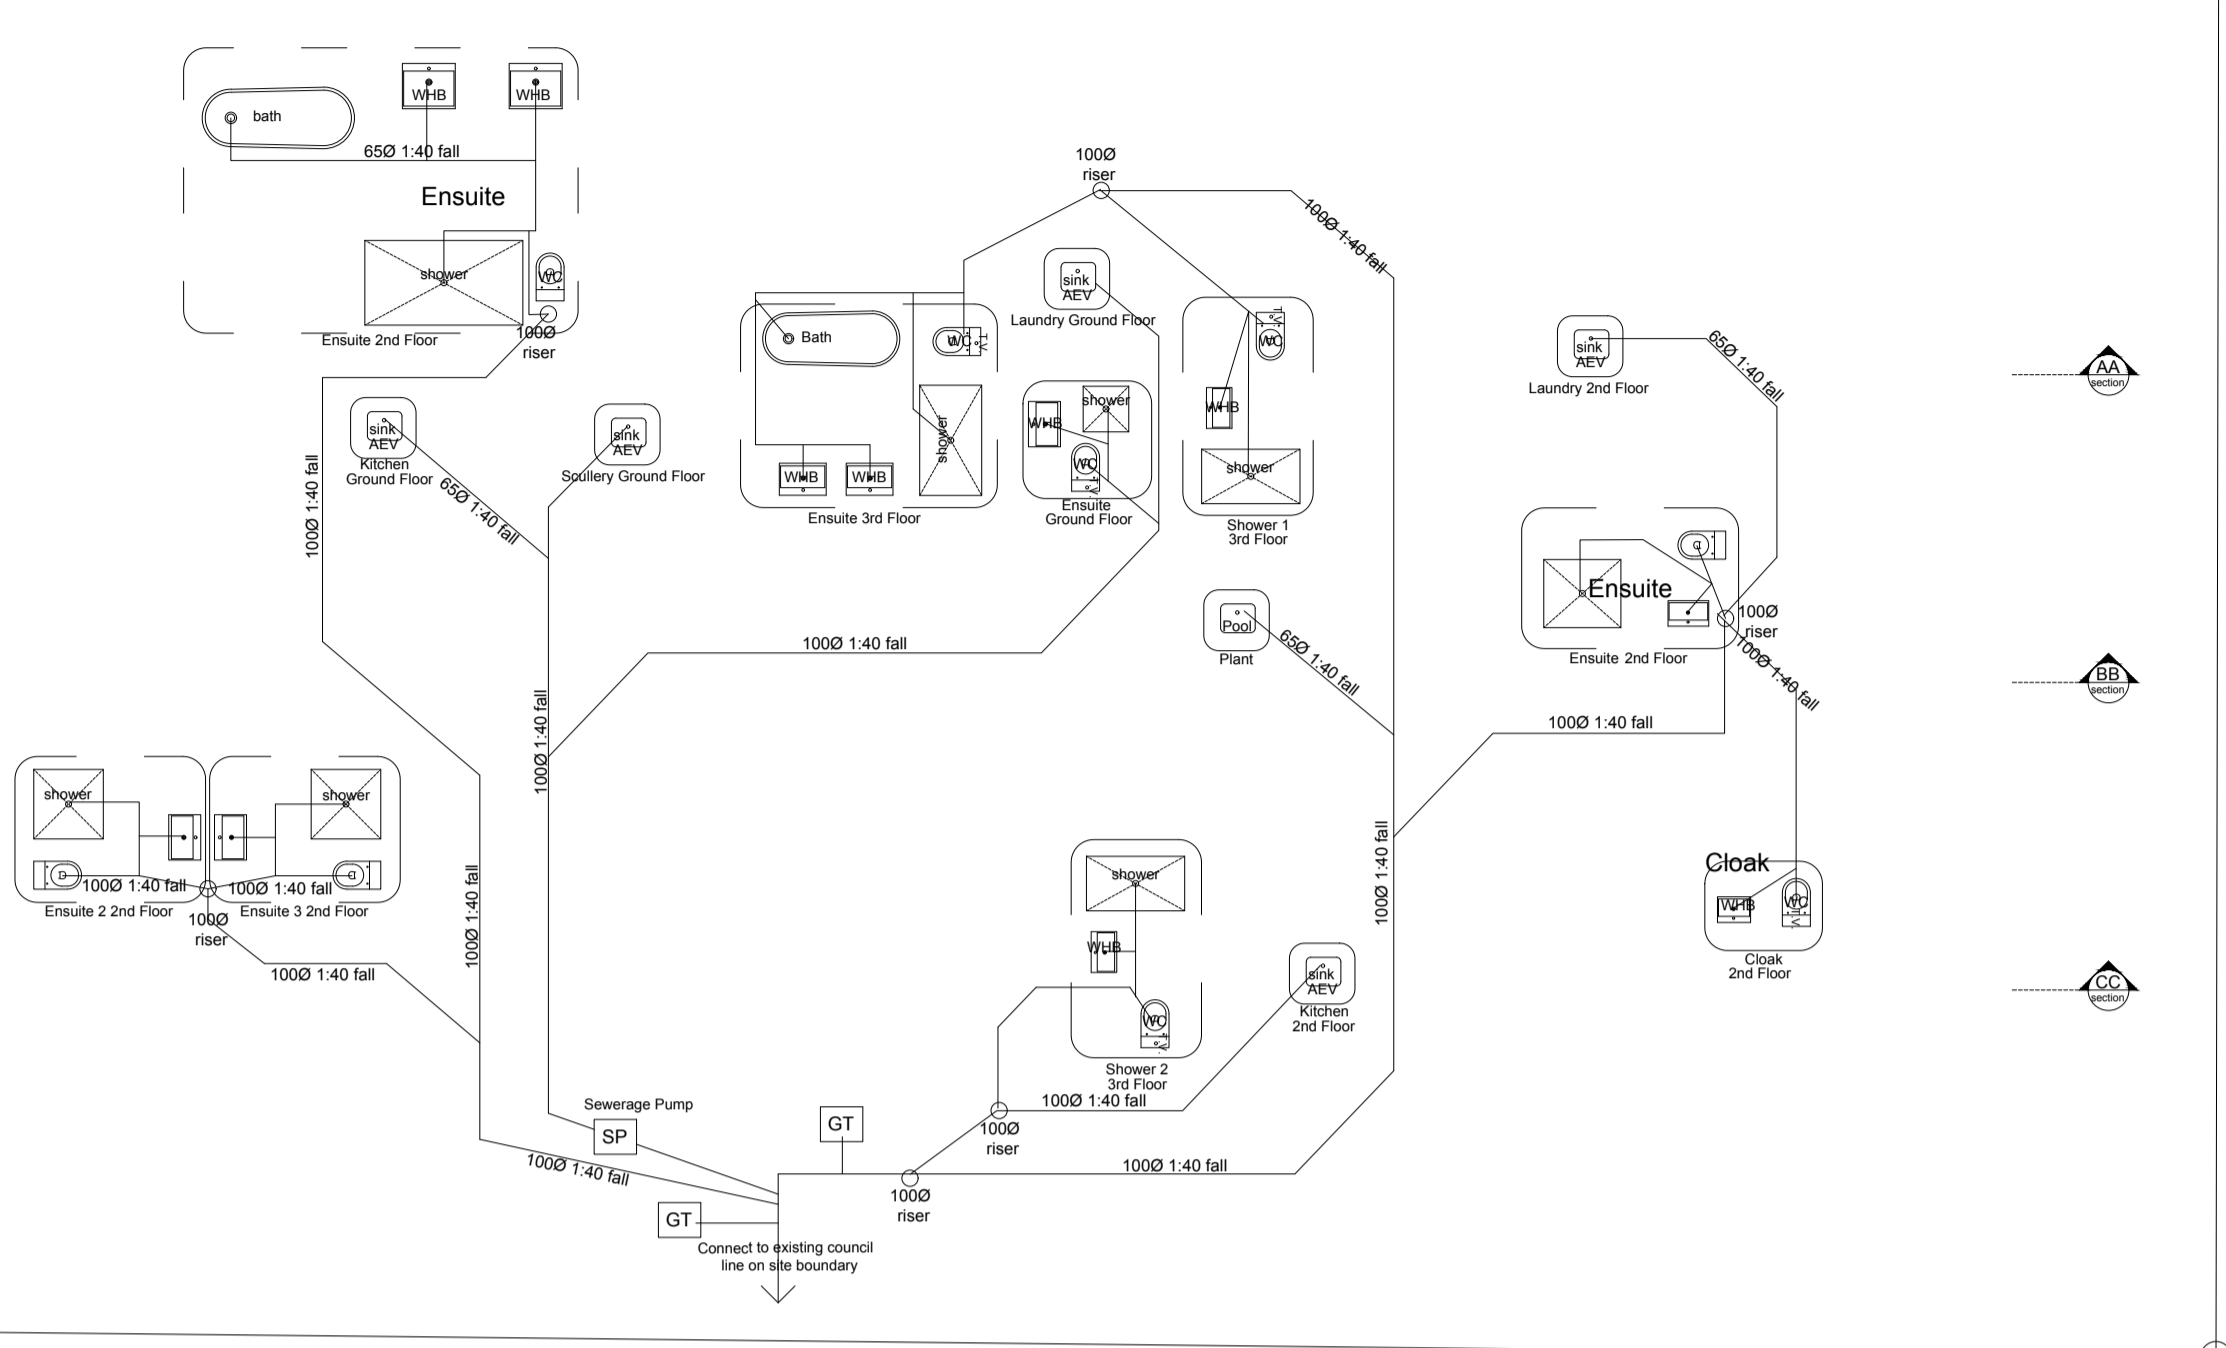 WHB
WHB
bath
65Ø 1:40 fall
Ensuite
shower
WC
100Ø
riser
Ensuite 2nd Floor
100Ø 1:40 fall
sink
AEV
Kitchen
Ground Floor
65Ø 1:40 fall
sink
AEV
Scullery Ground Floor
100Ø
riser
100Ø 1:40 fall
Bath
WC
T.V.
shower
WHB
WHB
Ensuite 3rd Floor
sink
AEV
Laundry Ground Floor
shower
WHB
WC
T.V.
Ensuite
Ground Floor
T.V.
WC
WHB
shower
Shower 1
3rd Floor
sink
AEV
Laundry 2nd Floor
65Ø 1:40 fall
AA
section
Ensuite
100Ø
riser
Ensuite 2nd Floor
100Ø 1:40 fall
100Ø 1:40 fall
Pool
Plant
65Ø 1:40 fall
100Ø 1:40 fall
100Ø 1:40 fall
BB
section
shower
shower
100Ø 1:40 fall
100Ø 1:40 fall
Ensuite 2 2nd Floor
Ensuite 3 2nd Floor
100Ø
riser
100Ø 1:40 fall
100Ø 1:40 fall
shower
WHB
WC
T.V.
Shower 2
3rd Floor
sink
AEV
Kitchen
2nd Floor
100Ø 1:40 fall
Cloak
WHB
WC
T.V.
Cloak
2nd Floor
CC
section
Sewerage Pump
SP
GT
100Ø 1:40 fall
100Ø
riser
100Ø 1:40 fall
100Ø 1:40 fall
100Ø
riser
GT
Connect to existing council
line on site boundary